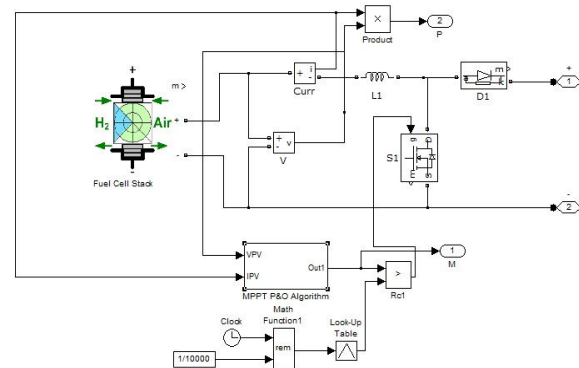 ×
Product
2
P
+
m
+
-
H2
Air
-
Fuel Cell Stack
+
-
i
Curr
+
-
v
V
L1
m
a
k
D1
+
1
g
D
S1
m
S
-
2
VPV
IPV
Out1
MPPT P&O Algorithm
1
M
>
Rc1
Math
Function1
Clock
rem
1/10000
Look-Up
Table